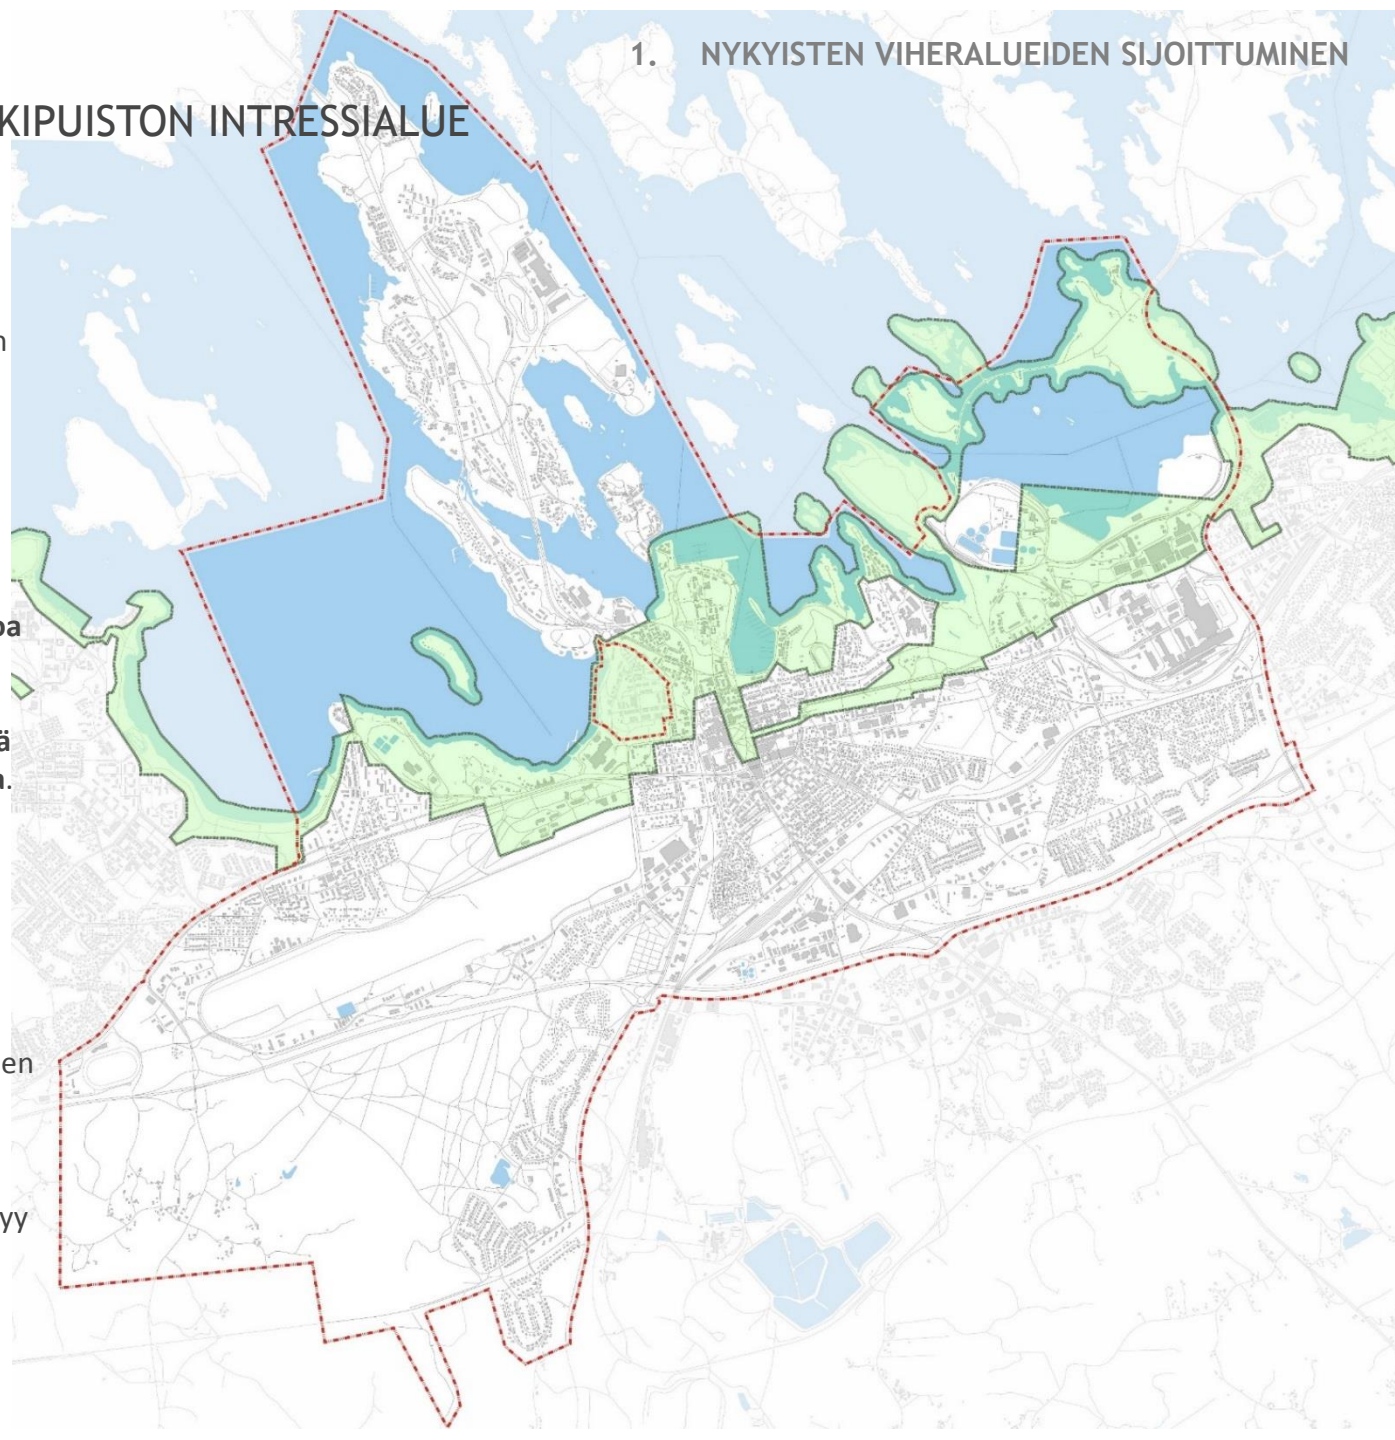 1. NYKYISTEN VIHERALUEIDEN SIJOITTUMINEN
KIPUISTON INTRESSIALUE
n
pa
ä
a.
en
yy